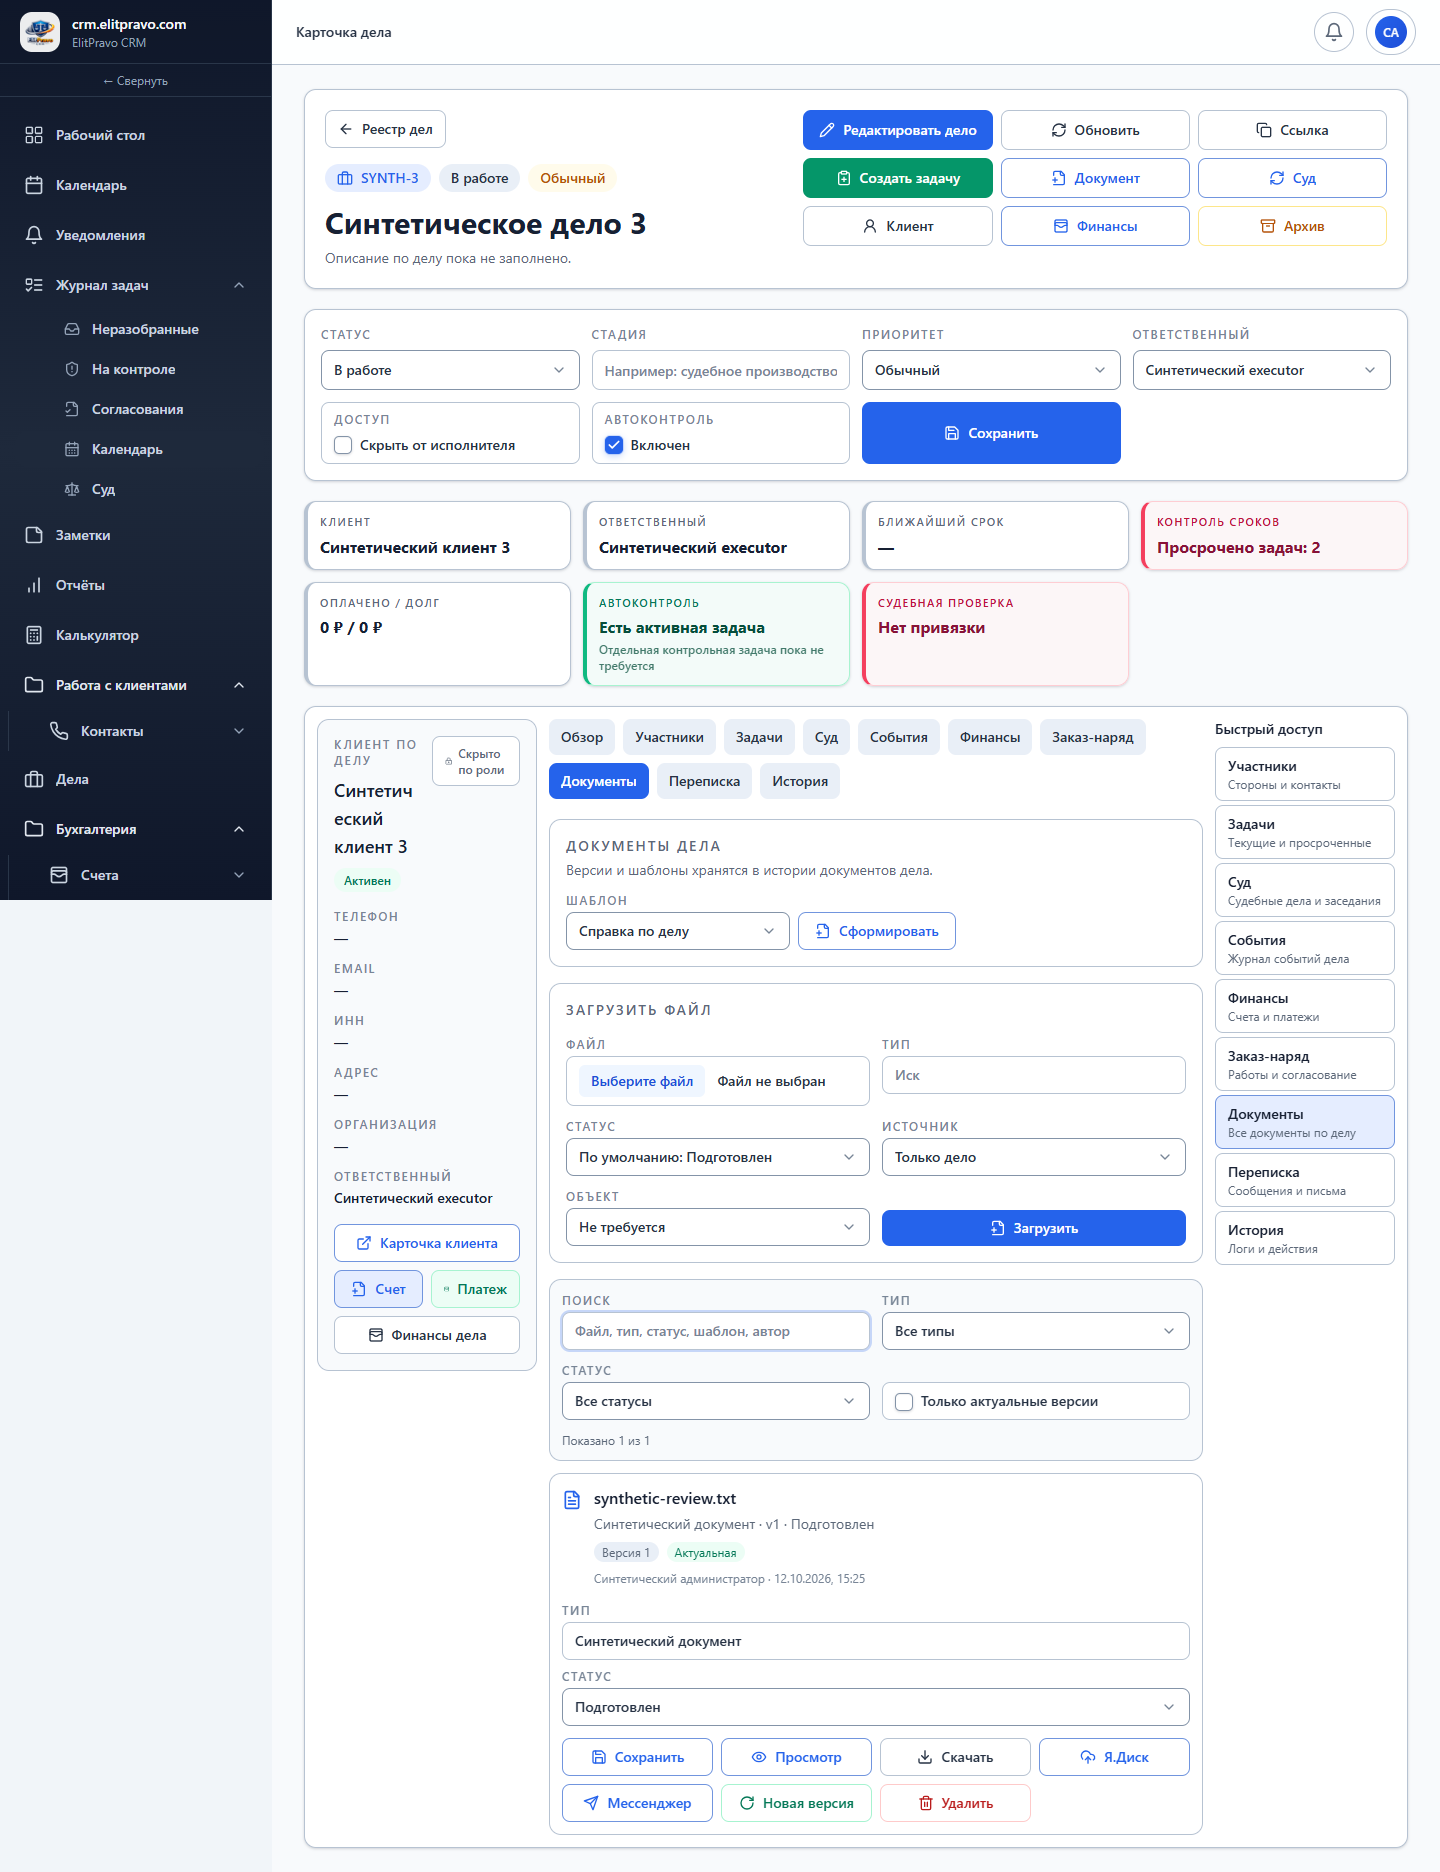 crm.elitpravo.com
ElitPravo CRM
← Свернуть
Рабочий стол
Календарь
Уведомления
Журнал задач
Неразобранные
На контроле
Согласования
Календарь
Суд
Заметки
Отчёты
Калькулятор
Работа с клиентами
Контакты
Дела
Бухгалтерия
Счета
Карточка дела
CA
Реестр дел
SYNTH-3
В работе
Обычный
Синтетическое дело 3
Описание по делу пока не заполнено.
Редактировать дело
Обновить
Ссылка
Создать задачу
Документ
Суд
Клиент
Финансы
Архив
СТАТУС
В работе
СТАДИЯ
Например: судебное производство
ПРИОРИТЕТ
Обычный
ОТВЕТСТВЕННЫЙ
Синтетический executor
ДОСТУП
Скрыть от исполнителя
АВТОКОНТРОЛЬ
Включен
Сохранить
КЛИЕНТ
Синтетический клиент 3
ОТВЕТСТВЕННЫЙ
Синтетический executor
БЛИЖАЙШИЙ СРОК
—
КОНТРОЛЬ СРОКОВ
Просрочено задач: 2
ОПЛАЧЕНО / ДОЛГ
0 ₽ / 0 ₽
АВТОКОНТРОЛЬ
Есть активная задача
Отдельная контрольная задача пока не
требуется
СУДЕБНАЯ ПРОВЕРКА
Нет привязки
КЛИЕНТ ПО
ДЕЛУ
Скрыто
по роли
Синтетич
еский
клиент 3
Активен
ТЕЛЕФОН
—
EMAIL
—
ИНН
—
АДРЕС
—
ОРГАНИЗАЦИЯ
—
ОТВЕТСТВЕННЫЙ
Синтетический executor
Карточка клиента
Счет
Платеж
Финансы дела
Обзор
Участники
Задачи
Суд
События
Финансы
Заказ-наряд
Документы
Переписка
История
ДОКУМЕНТЫ ДЕЛА
Версии и шаблоны хранятся в истории документов дела.
ШАБЛОН
Справка по делу
Сформировать
ЗАГРУЗИТЬ ФАЙЛ
ФАЙЛ
Выберите файл
Файл не выбран
ТИП
Иск
СТАТУС
По умолчанию: Подготовлен
ИСТОЧНИК
Только дело
ОБЪЕКТ
Не требуется
Загрузить
ПОИСК
Файл, тип, статус, шаблон, автор
ТИП
Все типы
СТАТУС
Все статусы
Только актуальные версии
Показано 1 из 1
synthetic-review.txt
Синтетический документ · v1 · Подготовлен
Версия 1
Актуальная
Синтетический администратор · 12.10.2026, 15:25
ТИП
Синтетический документ
СТАТУС
Подготовлен
Сохранить
Просмотр
Скачать
Я.Диск
Мессенджер
Новая версия
Удалить
Быстрый доступ
Участники
Стороны и контакты
Задачи
Текущие и просроченные
Суд
Судебные дела и заседания
События
Журнал событий дела
Финансы
Счета и платежи
Заказ-наряд
Работы и согласование
Документы
Все документы по делу
Переписка
Сообщения и письма
История
Логи и действия